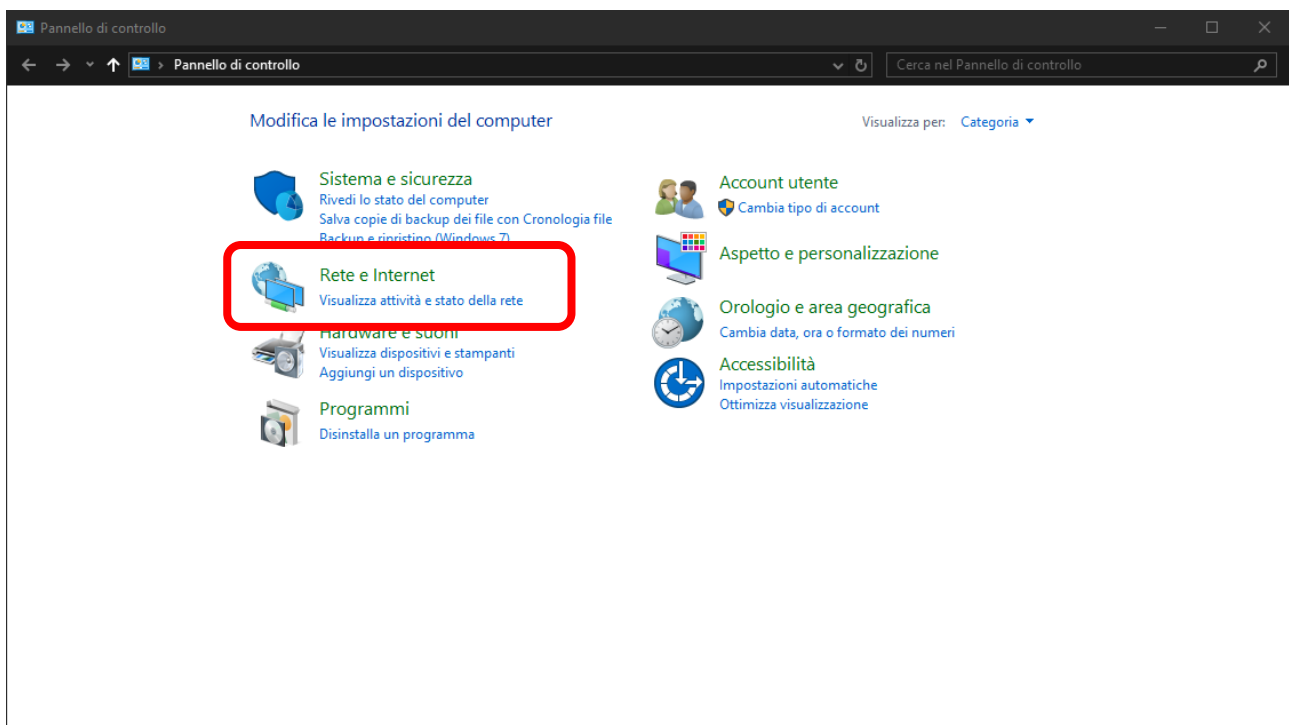 Pannello di controllo
Pannello di controllo
Cerca nel Pannello di controllo
Modifica le impostazioni del computer
Visualizza per: Categoria
Sistema e sicurezza
Rivedi lo stato del computer
Salva copie di backup dei file con Cronologia file
Backup e ripristino (Windows 7)
Rete e Internet
Visualizza attività e stato della rete
Hardware e suoni
Visualizza dispositivi e stampanti
Aggiungi un dispositivo
Programmi
Disinstalla un programma
Account utente
Cambia tipo di account
Aspetto e personalizzazione
Orologio e area geografica
Cambia data, ora o formato dei numeri
Accessibilità
Impostazioni automatiche
Ottimizza visualizzazione